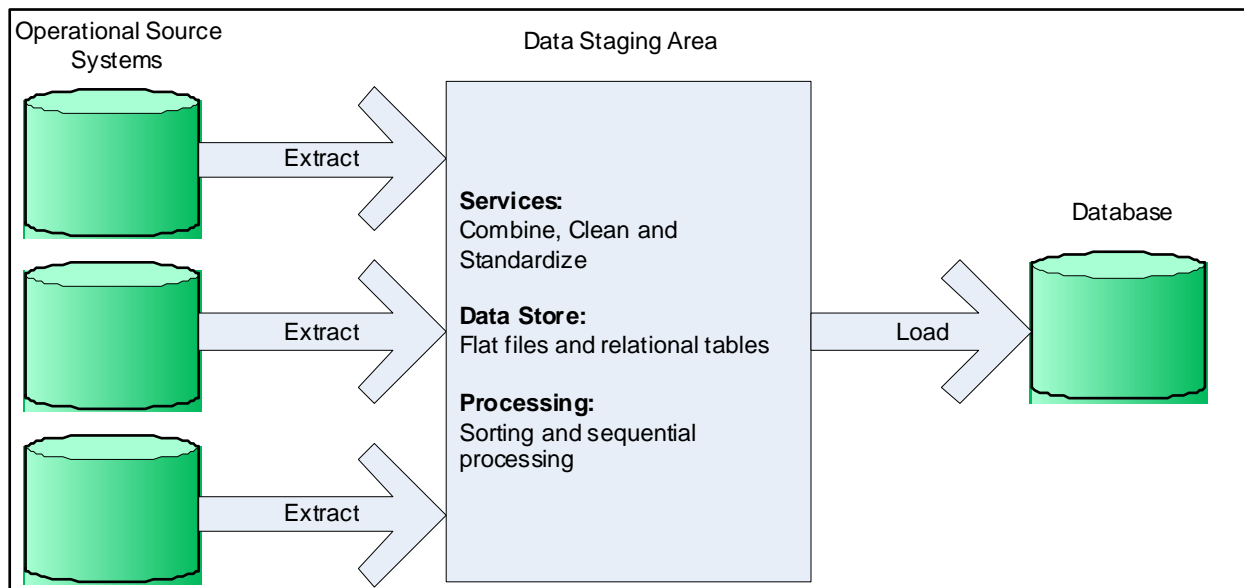 Operational Source
Systems
Data Staging Area
Extract
Extract
Extract
Services:
Combine, Clean and
Standardize
Data Store:
Flat files and relational tables
Processing:
Sorting and sequential
processing
Load
Database